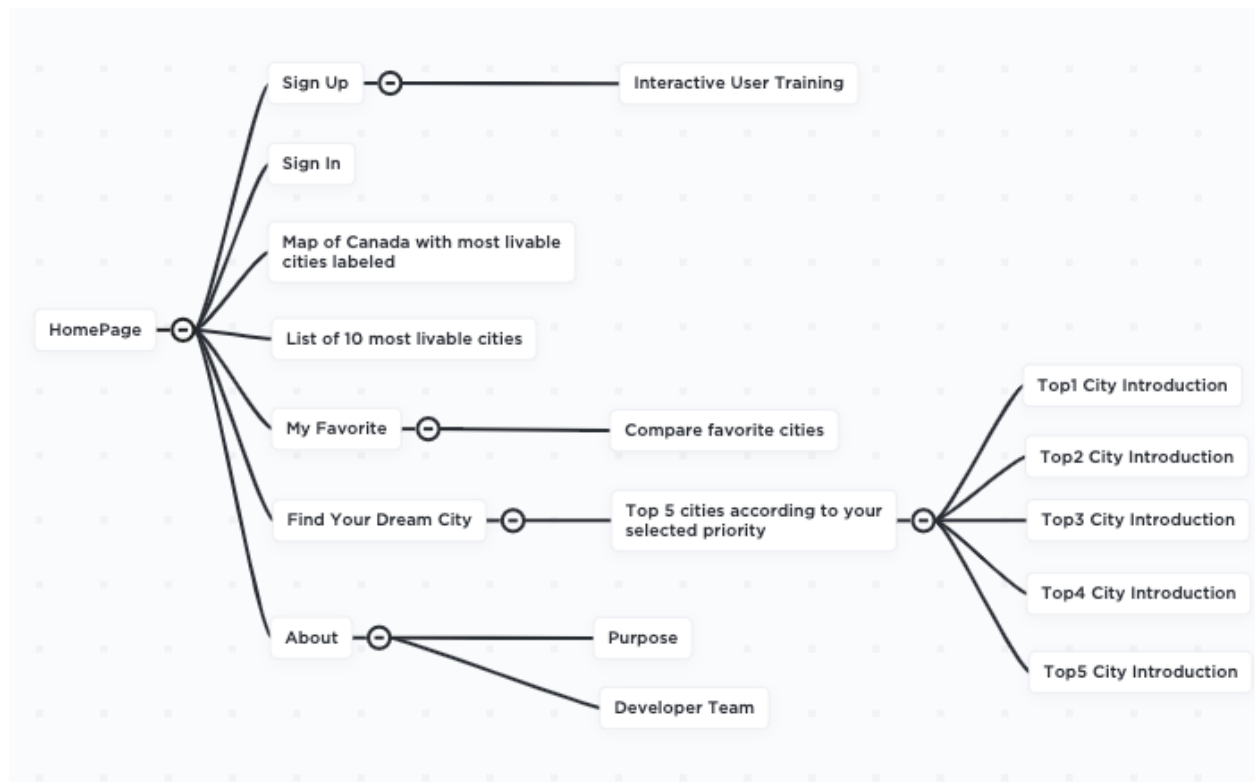 Sign Up
Interactive User Training
Sign In
Map of Canada with most livable
cities labeled
HomePage
List of 10 most livable cities
My Favorite
Compare favorite cities
Find Your Dream City
Top 5 cities according to your
selected priority
Top1 City Introduction
Top2 City Introduction
Top3 City Introduction
Top4 City Introduction
Top5 City Introduction
About
Purpose
Developer Team